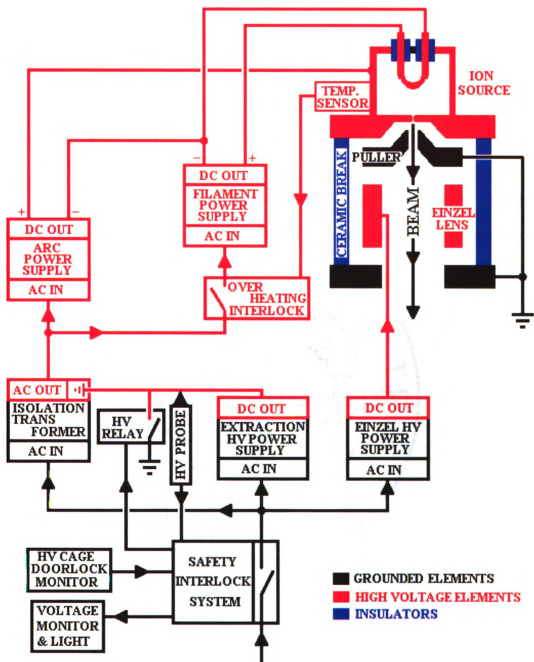 TEMP.
SENSOR
ION
SOURCE
PULLER
CERAMIC BREAK
BEAM
EINZEL
LENS
− +
DC OUT
FILAMENT
POWER
SUPPLY
AC IN
+ −
DC OUT
ARC
POWER
SUPPLY
AC IN
OVER
HEATING
INTERLOCK
AC OUT
ISOLATION
TRANS
FORMER
AC IN
HV
RELAY
HV PROBE
DC OUT
EXTRACTION
HV POWER
SUPPLY
AC IN
DC OUT
EINZEL HV
POWER
SUPPLY
AC IN
HV CAGE
DOORLOCK
MONITOR
SAFETY
INTERLOCK
SYSTEM
VOLTAGE
MONITOR
& LIGHT
GROUNDED ELEMENTS
HIGH VOLTAGE ELEMENTS
INSULATORS